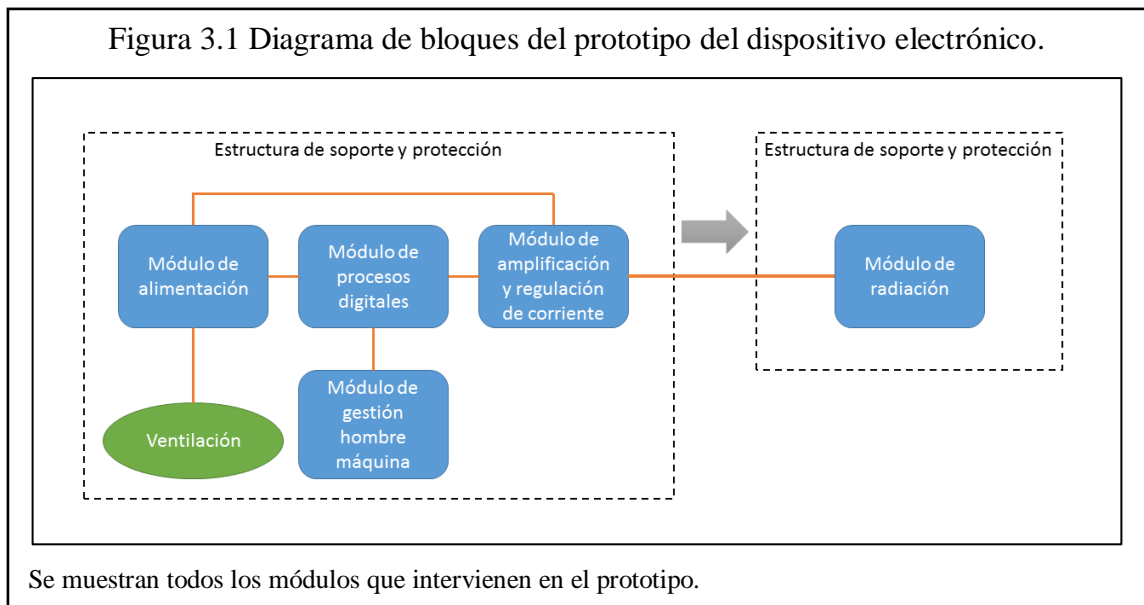 Figura 3.1 Diagrama de bloques del prototipo del dispositivo electrónico.
Estructura de soporte y protección
Módulo de
alimentación
Módulo de
procesos
digitales
Módulo de
amplificación
y regulación
de corriente
Ventilación
Módulo de
gestión
hombre
máquina
Estructura de soporte y protección
Módulo de
radiación
Se muestran todos los módulos que intervienen en el prototipo.